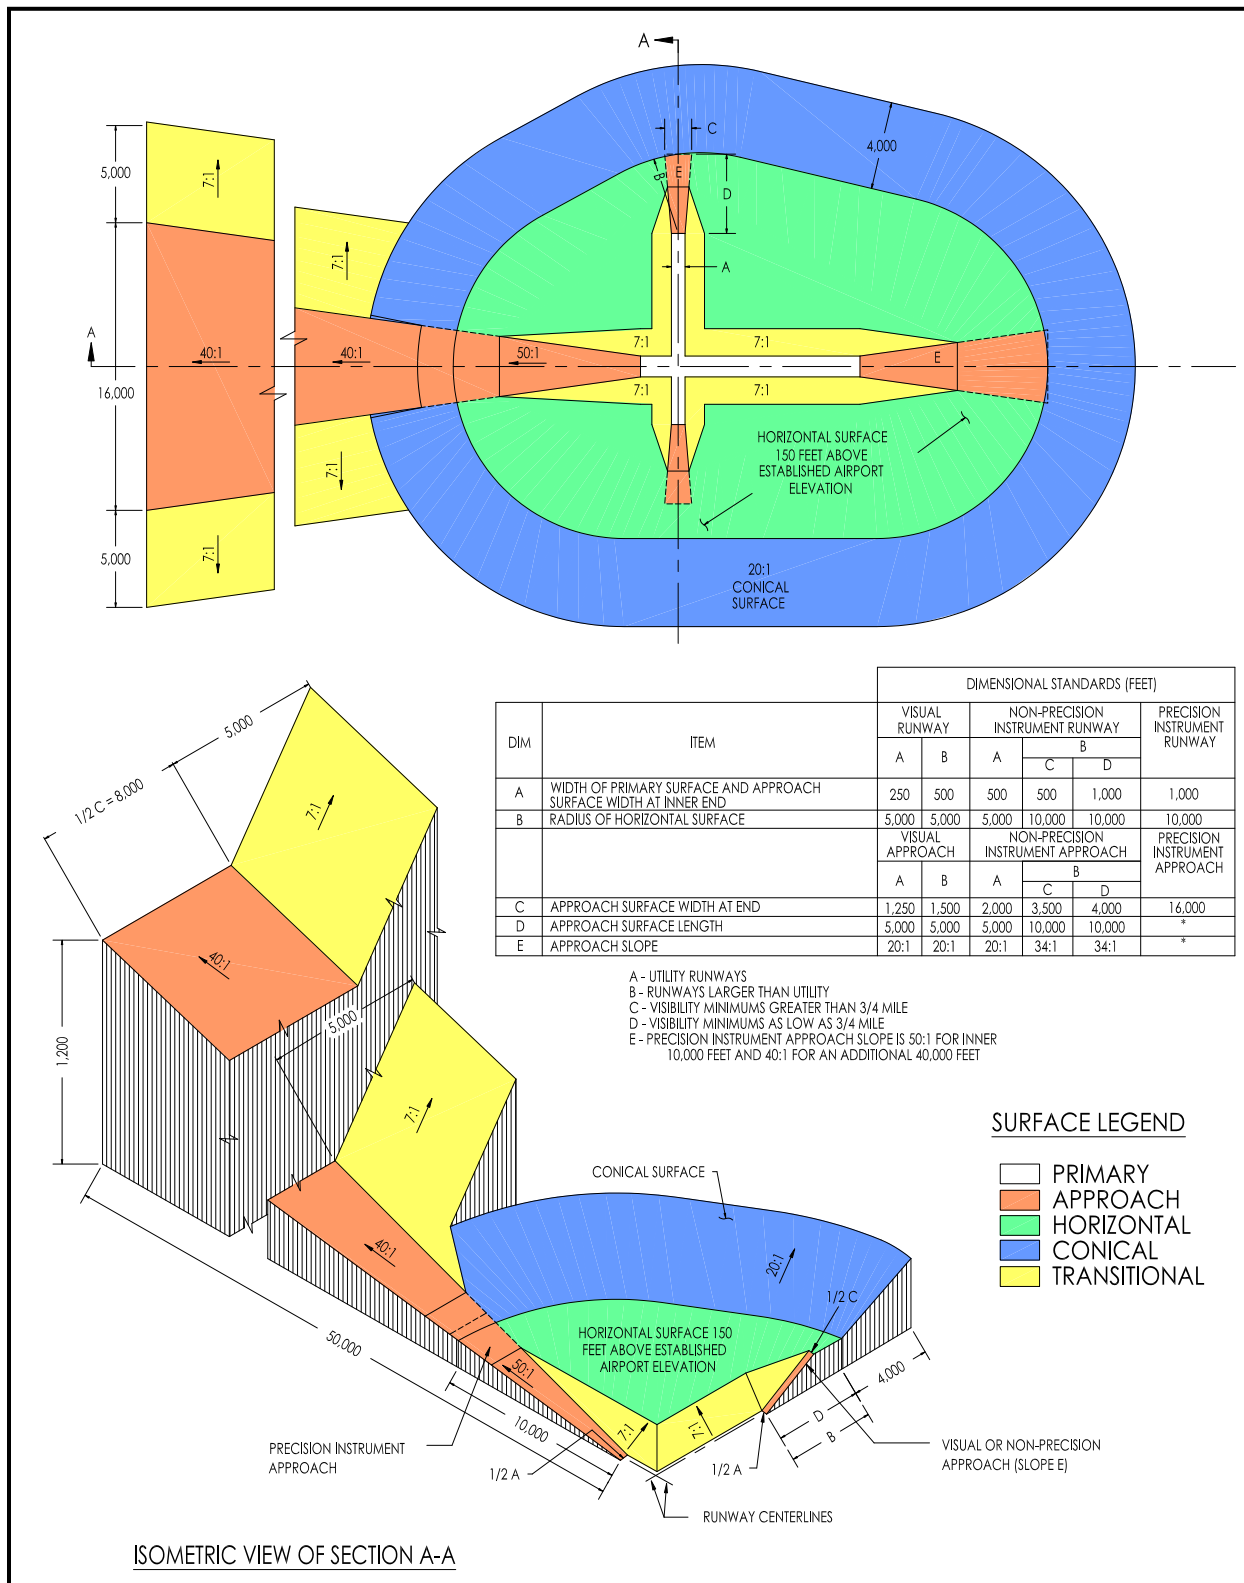 A
C
4,000
5,000
7:1
B
E
D
A
7:1
A
7:1
7:1
40:1
40:1
50:1
E
16,000
7:1
7:1
HORIZONTAL SURFACE
150 FEET ABOVE
ESTABLISHED AIRPORT
ELEVATION
7:1
7:1
5,000
20:1
CONICAL
SURFACE
DIMENSIONAL STANDARDS (FEET)
DIM
ITEM
VISUAL
RUNWAY
NON-PRECISION
INSTRUMENT RUNWAY
PRECISION
INSTRUMENT
RUNWAY
A B A B
C D
A WIDTH OF PRIMARY SURFACE AND APPROACH
SURFACE WIDTH AT INNER END
250 500 500 500 1,000 1,000
B RADIUS OF HORIZONTAL SURFACE 5,000 5,000 5,000 10,000 10,000 10,000
VISUAL
APPROACH
NON-PRECISION
INSTRUMENT APPROACH
PRECISION
INSTRUMENT
APPROACH
A B A B
C D
C APPROACH SURFACE WIDTH AT END 1,250 1,500 2,000 3,500 4,000 16,000
D APPROACH SURFACE LENGTH 5,000 5,000 5,000 10,000 10,000 *
E APPROACH SLOPE 20:1 20:1 20:1 34:1 34:1 *
A - UTILITY RUNWAYS
B - RUNWAYS LARGER THAN UTILITY
C - VISIBILITY MINIMUMS GREATER THAN 3/4 MILE
D - VISIBILITY MINIMUMS AS LOW AS 3/4 MILE
E - PRECISION INSTRUMENT APPROACH SLOPE IS 50:1 FOR INNER
10,000 FEET AND 40:1 FOR AN ADDITIONAL 40,000 FEET
5,000
1/2 C = 8,000
7:1
40:1
5,000
1,200
7:1
SURFACE LEGEND
PRIMARY
APPROACH
HORIZONTAL
CONICAL
TRANSITIONAL
CONICAL SURFACE
40:1
20:1
1/2 C
HORIZONTAL SURFACE 150
FEET ABOVE ESTABLISHED
AIRPORT ELEVATION
50,000
50:1
4,000
10,000
7:1
7:1
D
B
PRECISION INSTRUMENT
APPROACH
1/2 A
1/2 A
VISUAL OR NON-PRECISION
APPROACH (SLOPE E)
RUNWAY CENTERLINES
ISOMETRIC VIEW OF SECTION A-A